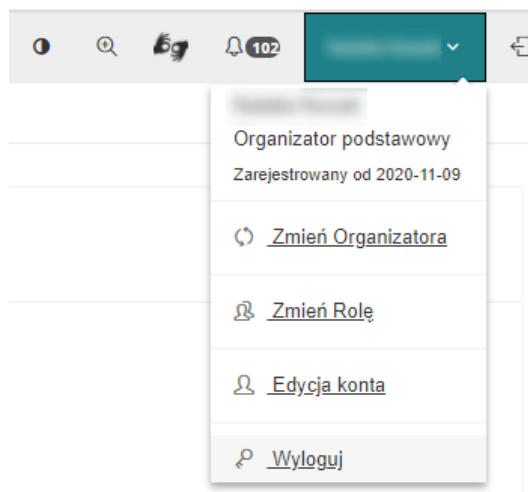 102
Organizator podstawowy
Zarejestrowany od 2020-11-09
Zmień Organizatora
Zmień Rolę
Edycja konta
Wyloguj